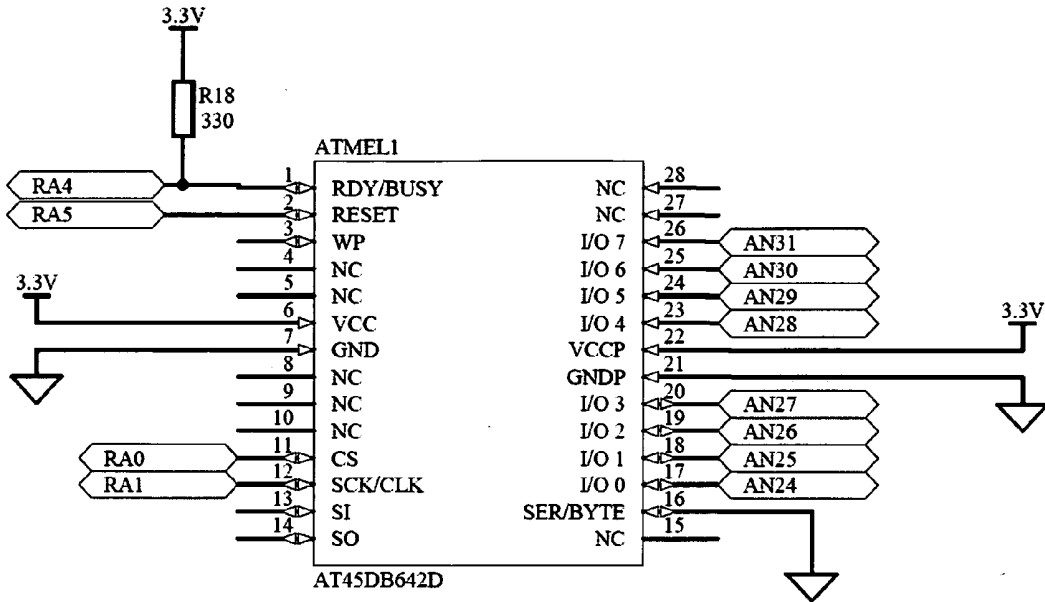 3.3V
R18
330
ATMEL1
RA4 1 RDY/BUSY NC 28
RA5 2 RESET NC 27
3 WP I/O 7 26 AN31
4 NC I/O 6 25 AN30
3.3V 5 NC I/O 5 24 AN29
6 VCC I/O 4 23 AN28
7 GND VCCP 22 3.3V
8 NC GNDP 21
9 NC I/O 3 20 AN27
10 NC I/O 2 19 AN26
RA0 11 CS I/O 1 18 AN25
RA1 12 SCK/CLK I/O 0 17 AN24
13 SI SER/BYTE 16
14 SO NC 15
AT45DB642D